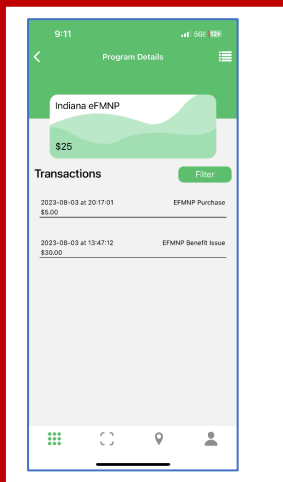 9:11 5GE 12
Program Details
Indiana eFMNP
$25
Transactions Filter
2023-08-03 at 20:17:01 EFMNP Purchase
$5.00
2023-08-03 at 13:47:12 EFMNP Benefit Issue
$30.00